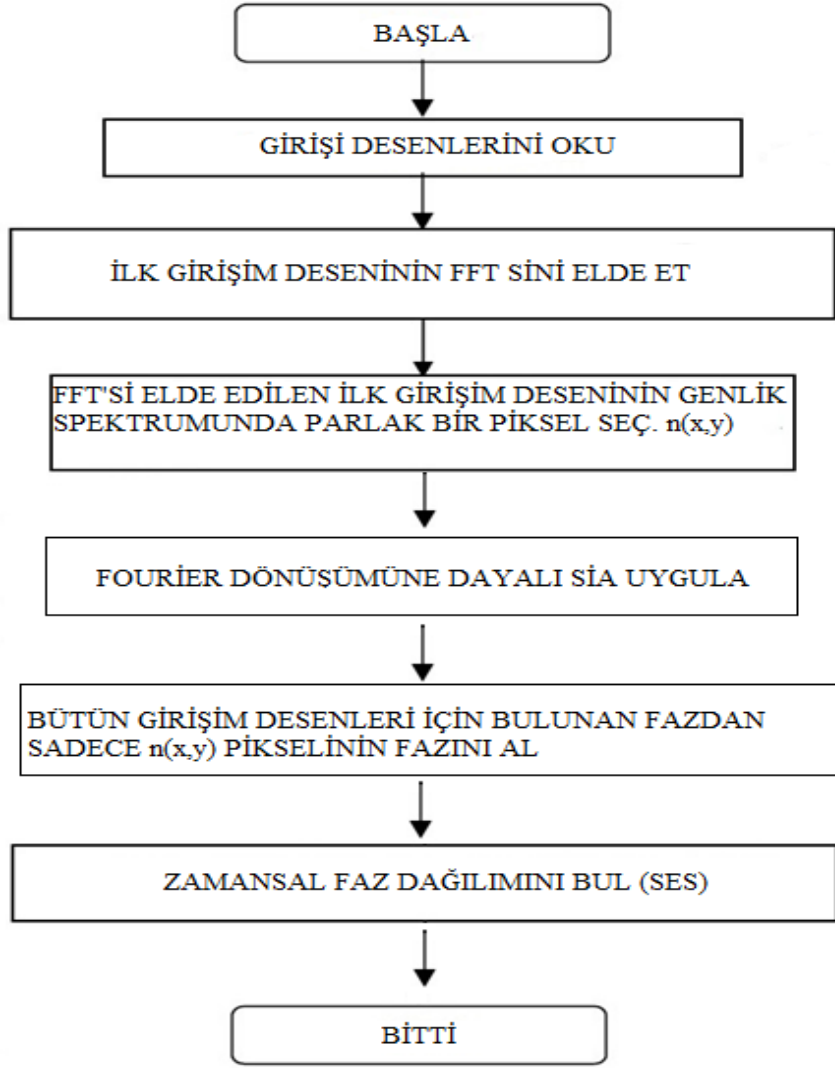 BAŞLA
GİRİŞİ DESENLERİNİ OKU
İLK GİRİŞİM DESENİNİN FFT SİNİ ELDE ET
FFT'Sİ ELDE EDİLEN İLK GİRİŞİM DESENİNİN GENLİK
SPEKTRUMUNDA PARLAK BİR PİKSEL SEÇ. n(x,y)
FOURİER DÖNÜŞÜMÜNE DAYALI SİA UYGULA
BÜTÜN GİRİŞİM DESENLERİ İÇİN BULUNAN FAZDAN
SADECE n(x,y) PİKSELİNİN FAZINI AL
ZAMANSAL FAZ DAĞILIMINI BUL (SES)
BİTTİ